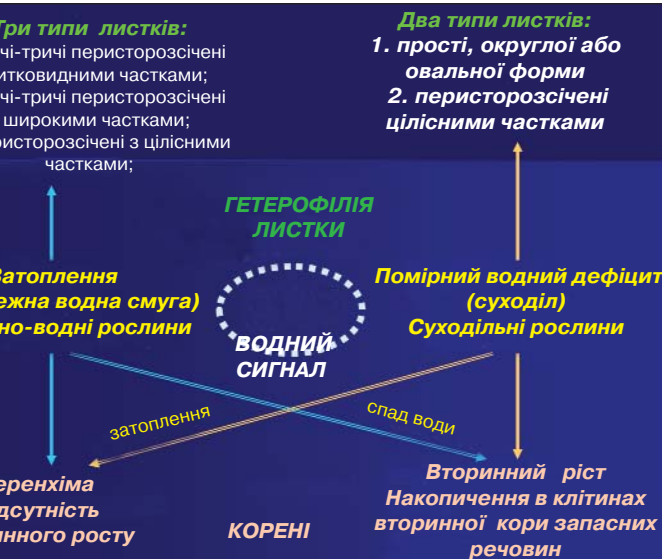 Три типи листків:
чі-тричі перисторозсічені
итковидними частками;
чі-тричі перисторозсічені
широкими частками;
ристорозсічені з цілісними
частками;
Два типи листків:
1. прості, округлої або
овальної форми
2. перисторозсічені
цілісними частками
ГЕТЕРОФІЛІЯ
ЛИСТКИ
Затоплення
ежна водна смуга)
но-водні рослини
ВОДНИЙ
СИГНАЛ
Помірний водний дефіцит
(суходіл)
Суходільні рослини
затоплення
спад води
еренхіма
дсутність
инного росту
КОРЕНІ
Вторинний ріст
Накопичення в клітинах
вторинної кори запасних
речовин